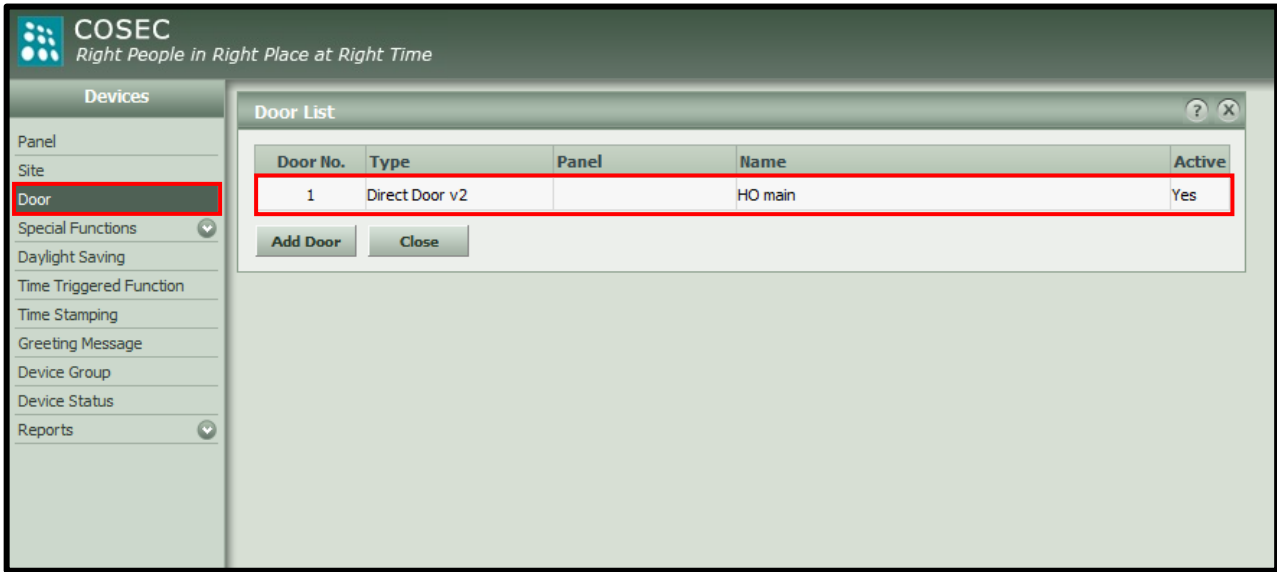 COSEC
Right People in Right Place at Right Time
Devices
Panel
Site
Door
Special Functions
Daylight Saving
Time Triggered Function
Time Stamping
Greeting Message
Device Group
Device Status
Reports
Door List ? X
Door No. Type Panel Name Active
1 Direct Door v2 HO main Yes
Add Door Close